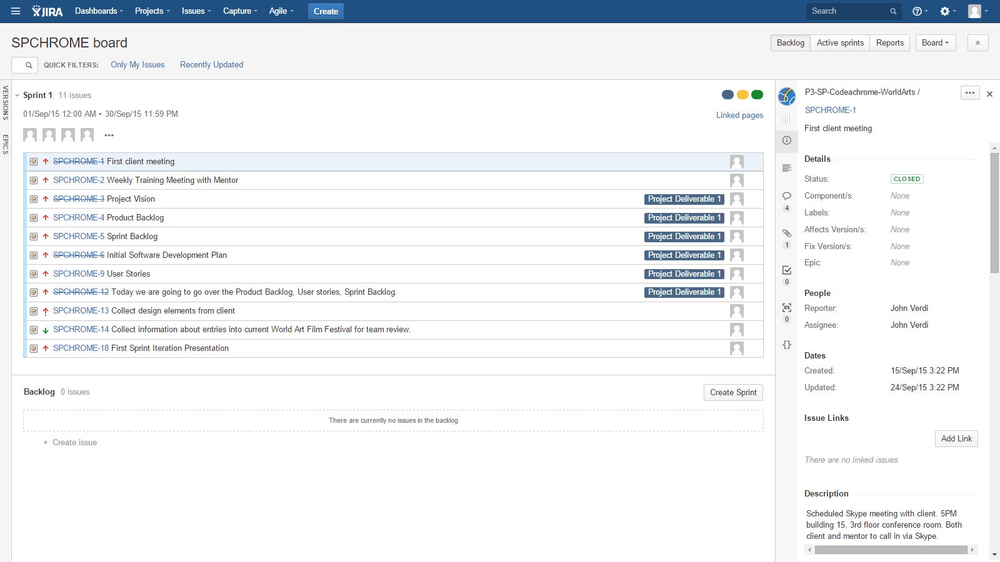 JIRA Dashboards Projects Issues Capture Agile Create Search
SPCHROME board
Backlog Active sprints Reports Board
QUICK FILTERS: Only My Issues Recently Updated
VERSIONS
EPICS
Sprint 1 11 issues
01/Sep/15 12:00 AM • 30/Sep/15 11:59 PM
Linked pages
•••
SPCHROME-1 First client meeting
SPCHROME-2 Weekly Training Meeting with Mentor
SPCHROME-3 Project Vision Project Deliverable 1
SPCHROME-4 Product Backlog Project Deliverable 1
SPCHROME-5 Sprint Backlog Project Deliverable 1
SPCHROME-6 Initial Software Development Plan Project Deliverable 1
SPCHROME-9 User Stories Project Deliverable 1
SPCHROME-12 Today we are going to go over the Product Backlog, User stories, Sprint Backlog. Project Deliverable 1
SPCHROME-13 Collect design elements from client
SPCHROME-14 Collect information about entries into current World Art Film Festival for team review.
SPCHROME-18 First Sprint Iteration Presentation
Backlog 0 issues
Create Sprint
There are currently no issues in the backlog
+ Create issue
4
1
0
0
{}
P3-SP-Codeachrome-WorldArts /
•••
SPCHROME-1
First client meeting
Details
Status: CLOSED
Component/s: None
Labels: None
Affects Version/s: None
Fix Version/s: None
Epic: None
People
Reporter: John Verdi
Assignee: John Verdi
Dates
Created: 15/Sep/15 3:22 PM
Updated: 24/Sep/15 3:22 PM
Issue Links
Add Link
There are no linked issues
Description
Scheduled Skype meeting with client. 5PM
building 15, 3rd floor conference room. Both
client and mentor to call in via Skype.